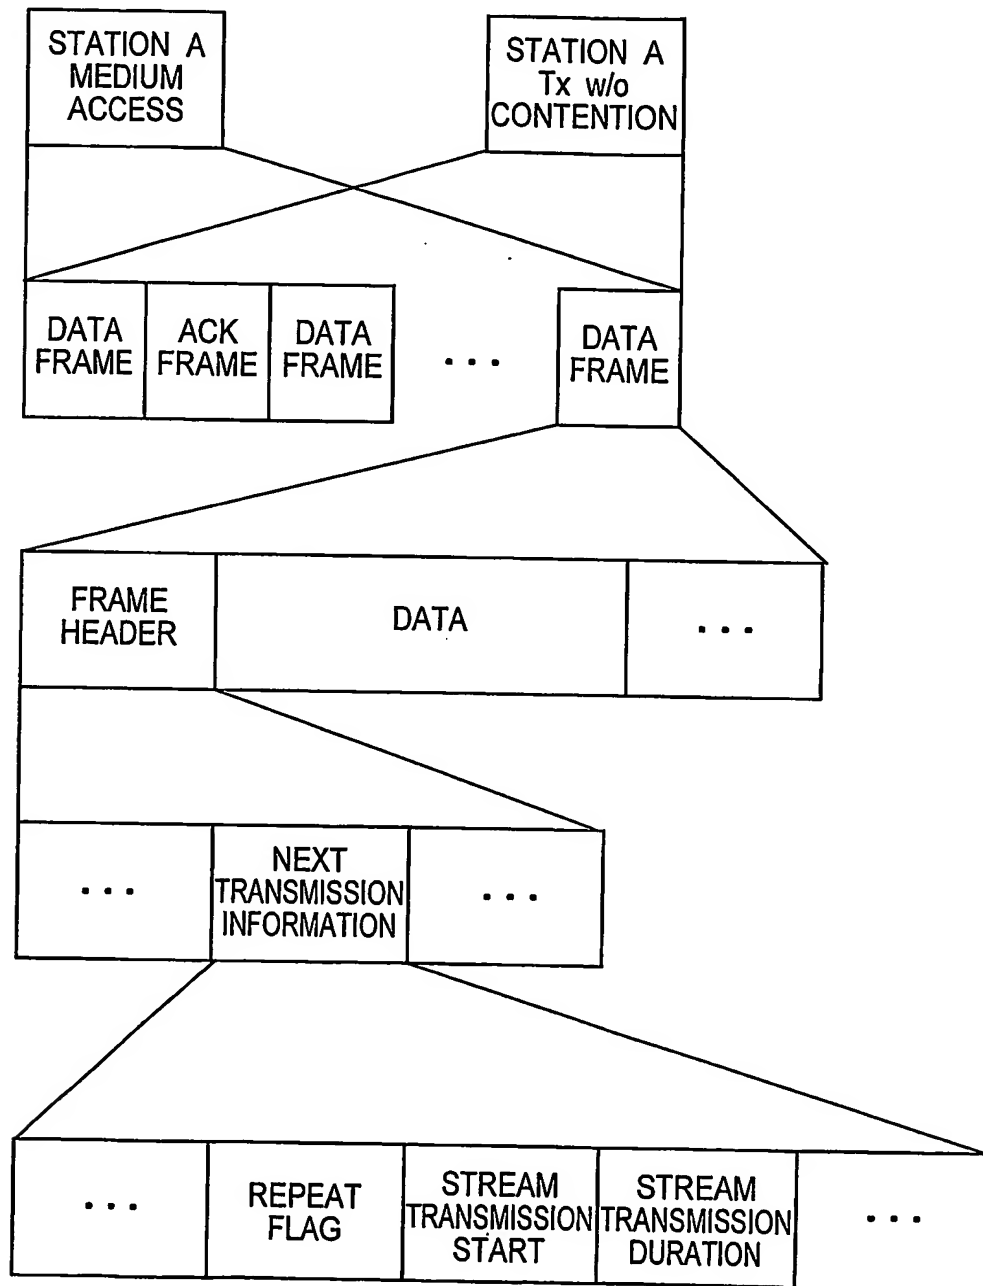 STATION A
MEDIUM
ACCESS
STATION A
Tx w/o
CONTENTION
DATA
FRAME
ACK
FRAME
DATA
FRAME
...
DATA
FRAME
FRAME
HEADER
DATA
...
...
NEXT
TRANSMISSION
INFORMATION
...
...
REPEAT
FLAG
STREAM
TRANSMISSION
START
STREAM
TRANSMISSION
DURATION
...